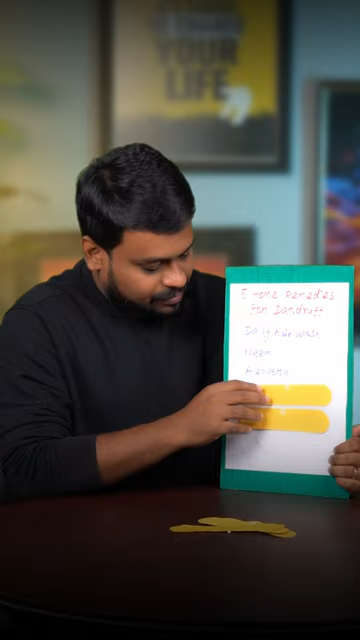 YOUR
LIFE
5 Home Remedies
For Dandruff
Daily hair wash
Neem
Aloevera